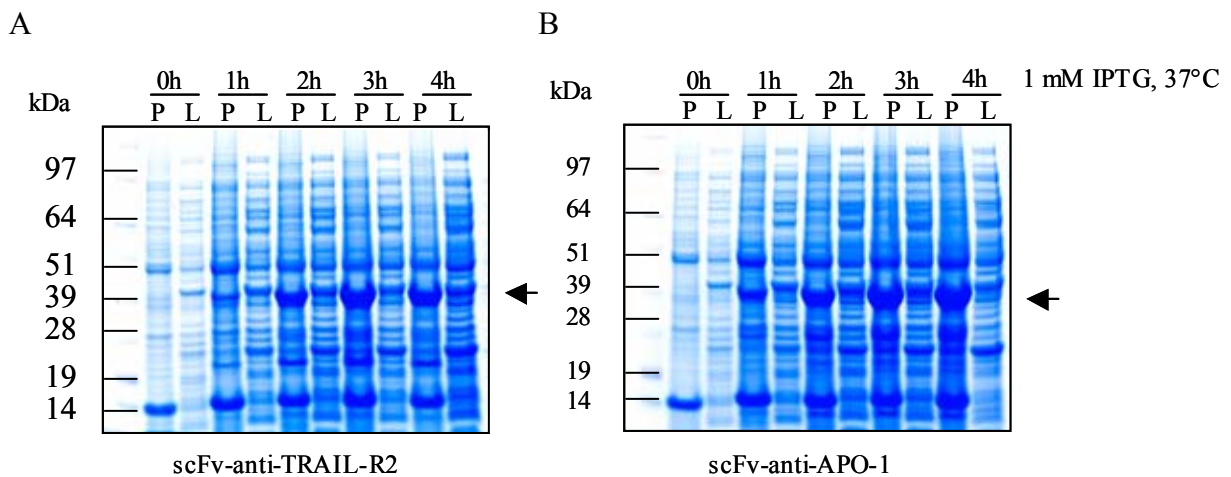 A
B
0h 1h 2h 3h 4h
0h 1h 2h 3h 4h
1 mM IPTG, 37°C
kDa
P L P L P L P L P L
kDa
P L P L P L P L P L
97
64
51
39
28
19
14
97
64
51
39
28
19
14
scFv-anti-TRAIL-R2
scFv-anti-APO-1